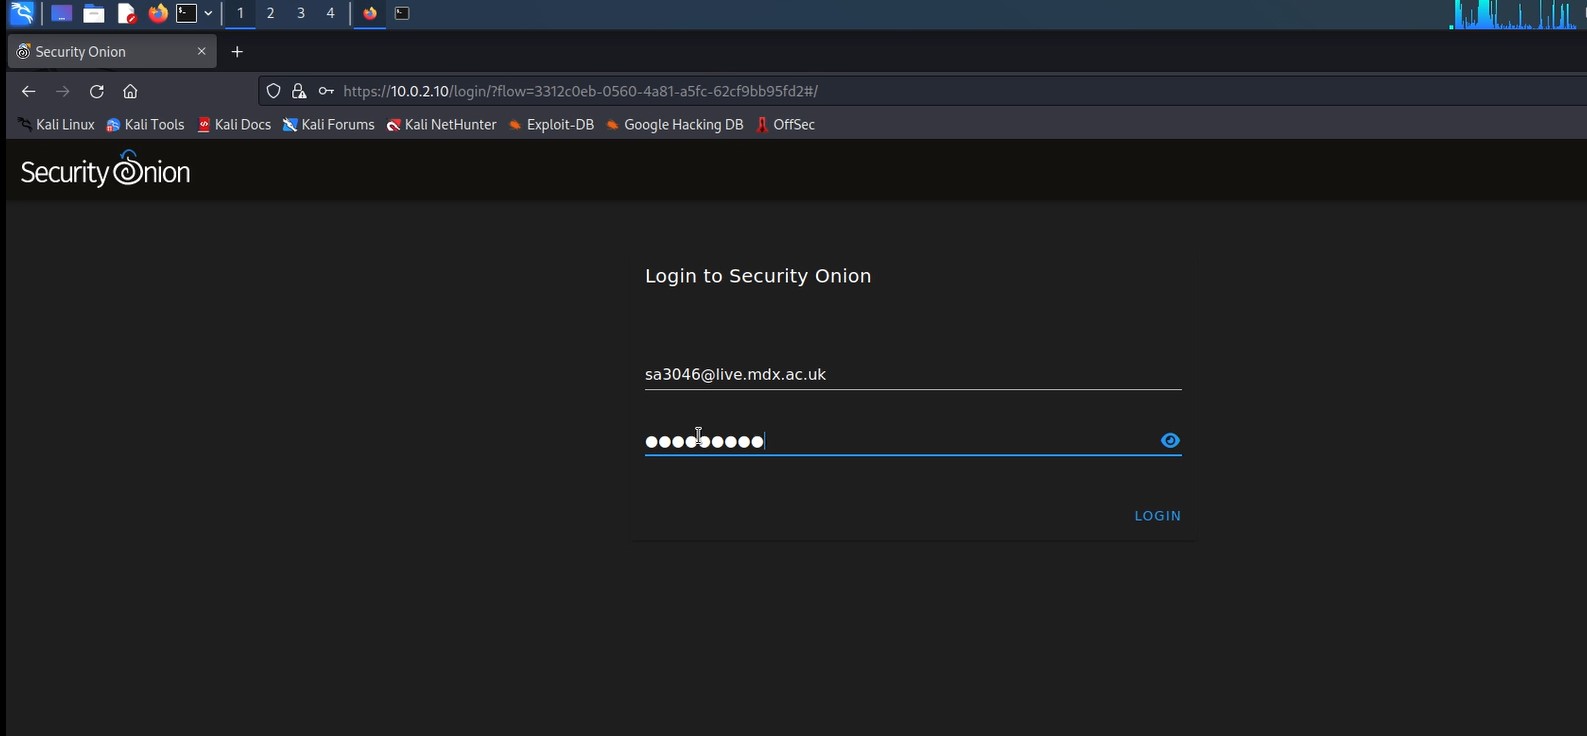 1 2 3 4
Security Onion
https://10.0.2.10/login/?flow=3312c0eb-0560-4a81-a5fc-62cf9bb95fd2#/
Kali Linux Kali Tools Kali Docs Kali Forums Kali NetHunter Exploit-DB Google Hacking DB OffSec
Security Onion
Login to Security Onion
sa3046@live.mdx.ac.uk
●●●●●●●●●
LOGIN